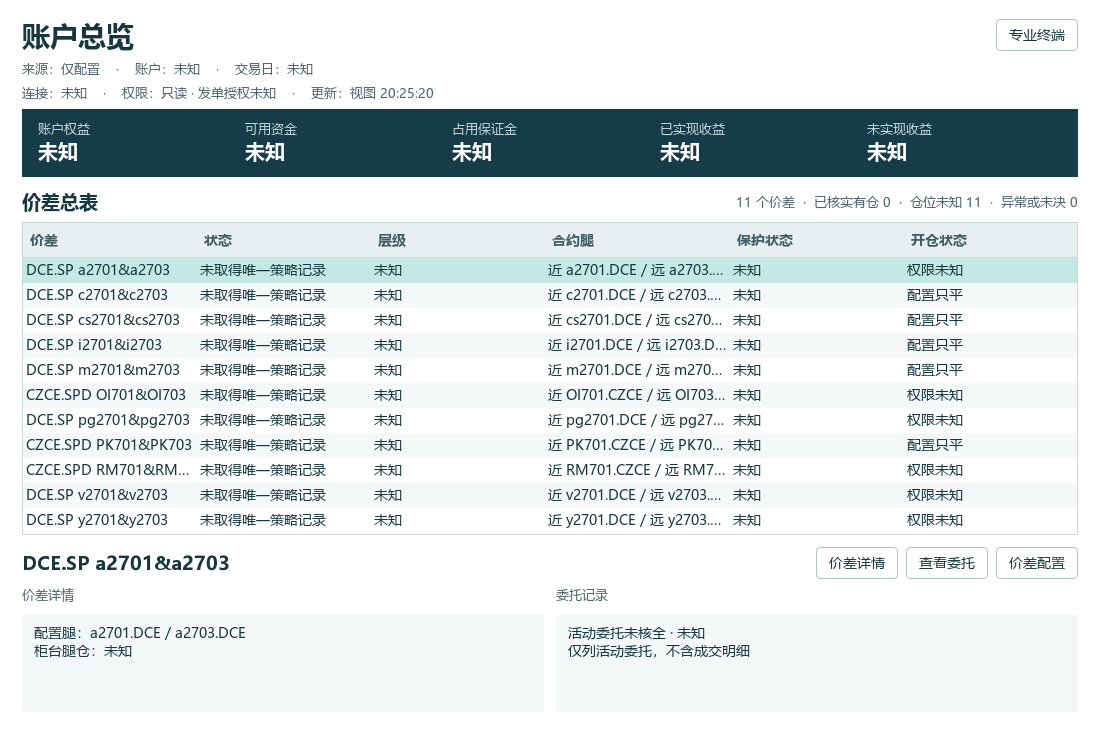 账户总览
专业终端
来源：仅配置 · 账户：未知 · 交易日：未知
连接：未知 · 权限：只读 · 发单授权未知 · 更新：视图 20:25:20
账户权益 可用资金 占用保证金 已实现收益 未实现收益
未知 未知 未知 未知 未知
价差总表 11 个价差 · 已核实有仓 0 · 仓位未知 11 · 异常或未决 0
价差 状态 层级 合约腿 保护状态 开仓状态
DCE.SP a2701&a2703 未取得唯一策略记录 未知 近 a2701.DCE / 远 a2703.... 未知 权限未知
DCE.SP c2701&c2703 未取得唯一策略记录 未知 近 c2701.DCE / 远 c2703.... 未知 配置只平
DCE.SP cs2701&cs2703 未取得唯一策略记录 未知 近 cs2701.DCE / 远 cs270... 未知 配置只平
DCE.SP i2701&i2703 未取得唯一策略记录 未知 近 i2701.DCE / 远 i2703.D... 未知 配置只平
DCE.SP m2701&m2703 未取得唯一策略记录 未知 近 m2701.DCE / 远 m270... 未知 配置只平
CZCE.SPD OI701&OI703 未取得唯一策略记录 未知 近 OI701.CZCE / 远 OI703... 未知 权限未知
DCE.SP pg2701&pg2703 未取得唯一策略记录 未知 近 pg2701.DCE / 远 pg27... 未知 权限未知
CZCE.SPD PK701&PK703 未取得唯一策略记录 未知 近 PK701.CZCE / 远 PK70... 未知 配置只平
CZCE.SPD RM701&RM... 未取得唯一策略记录 未知 近 RM701.CZCE / 远 RM7... 未知 权限未知
DCE.SP v2701&v2703 未取得唯一策略记录 未知 近 v2701.DCE / 远 v2703.... 未知 权限未知
DCE.SP y2701&y2703 未取得唯一策略记录 未知 近 y2701.DCE / 远 y2703.... 未知 权限未知
DCE.SP a2701&a2703 价差详情 查看委托 价差配置
价差详情 委托记录
配置腿：a2701.DCE / a2703.DCE
柜台腿仓：未知
活动委托未核全 · 未知
仅列活动委托，不含成交明细